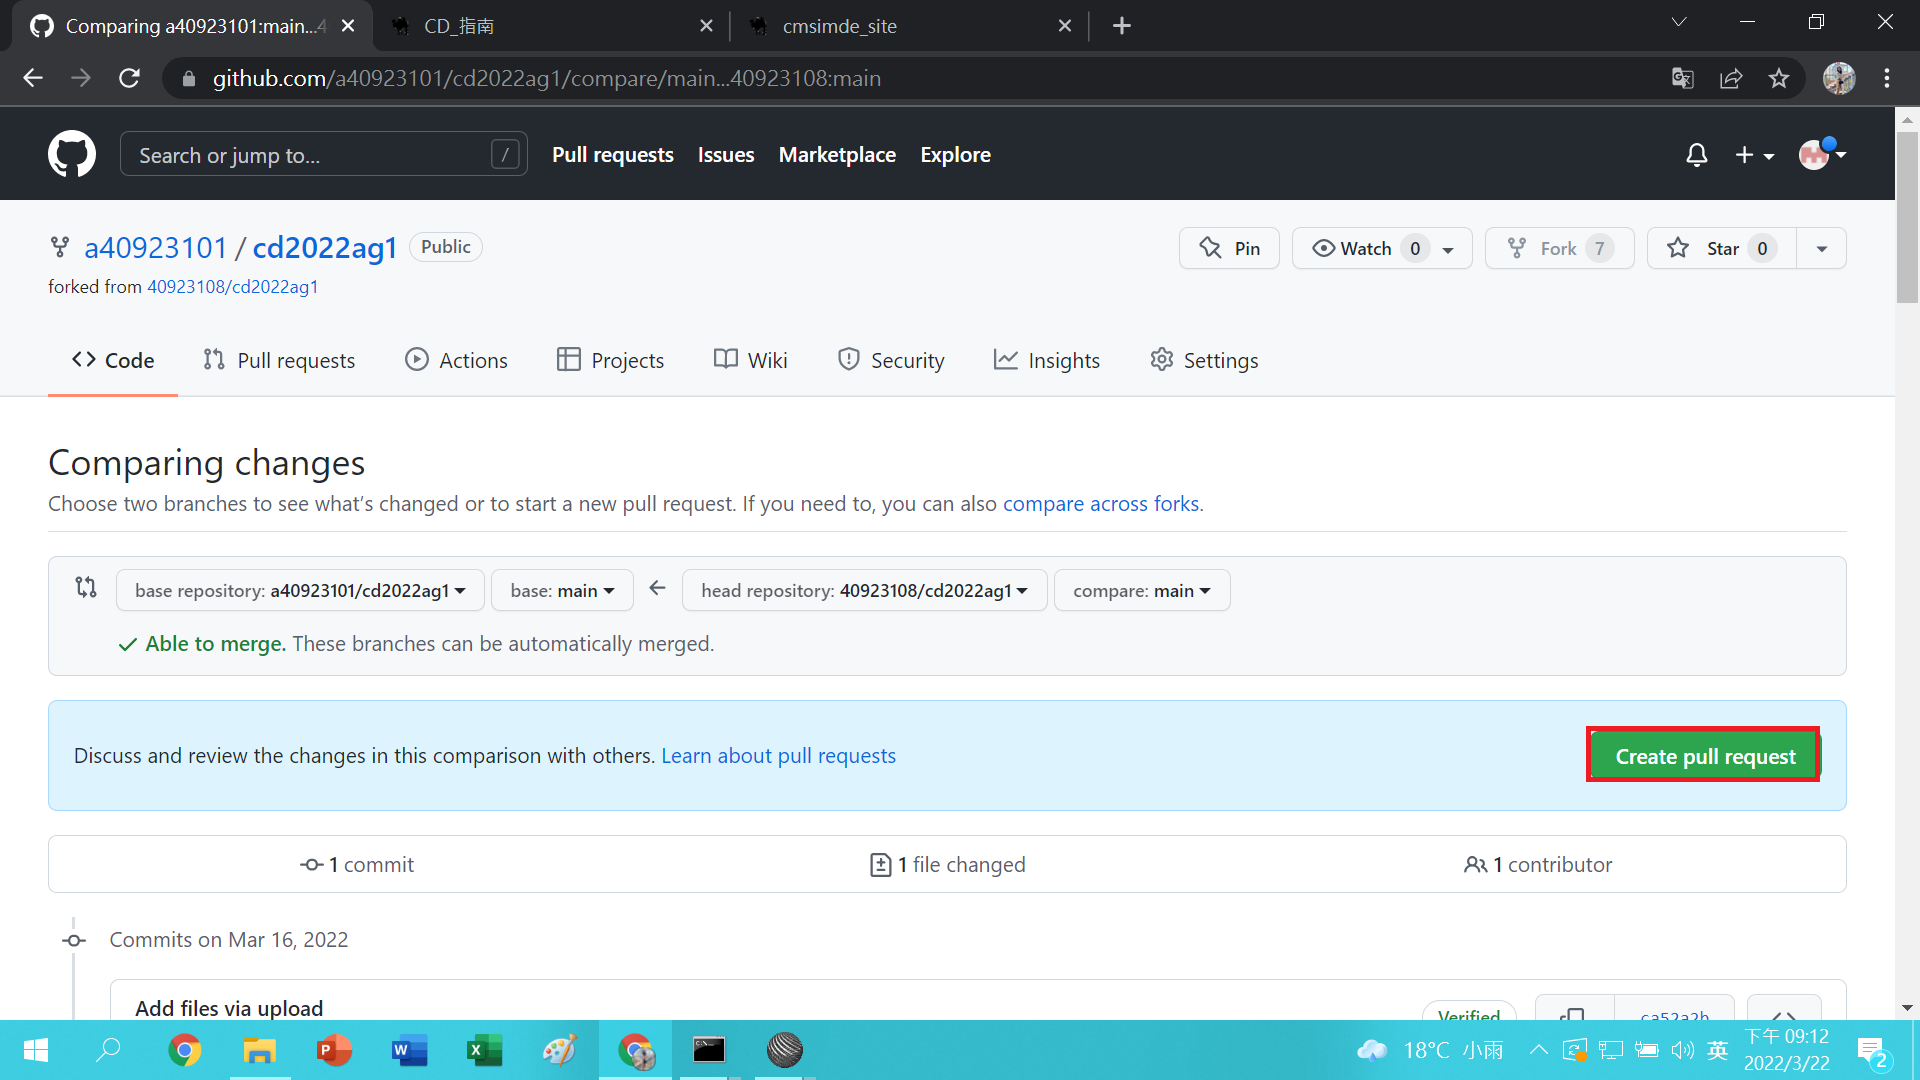 Comparing a40923101:main...4
CD_指南
cmsimde_site
github.com/a40923101/cd2022ag1/compare/main...40923108:main
Search or jump to...
/
Pull requests
Issues
Marketplace
Explore
a40923101 / cd2022ag1
Public
Pin
Watch 0
Fork 7
Star 0
forked from 40923108/cd2022ag1
Code
Pull requests
Actions
Projects
Wiki
Security
Insights
Settings
Comparing changes
Choose two branches to see what's changed or to start a new pull request. If you need to, you can also compare across forks.
base repository: a40923101/cd2022ag1
base: main
head repository: 40923108/cd2022ag1
compare: main
Able to merge. These branches can be automatically merged.
Discuss and review the changes in this comparison with others. Learn about pull requests
Create pull request
1 commit
1 file changed
1 contributor
Commits on Mar 16, 2022
Add files via upload
Verified
ca52a2b
18°C 小雨
英
下午 09:12
2022/3/22
2